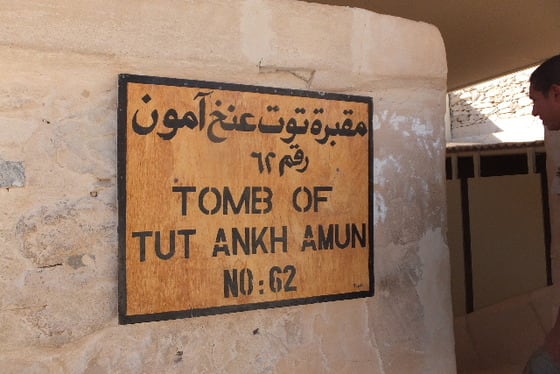 مقبرة توت عنخ آمون
رقم ٦٢
TOMB OF
TUT ANKH AMUN
NO: 62